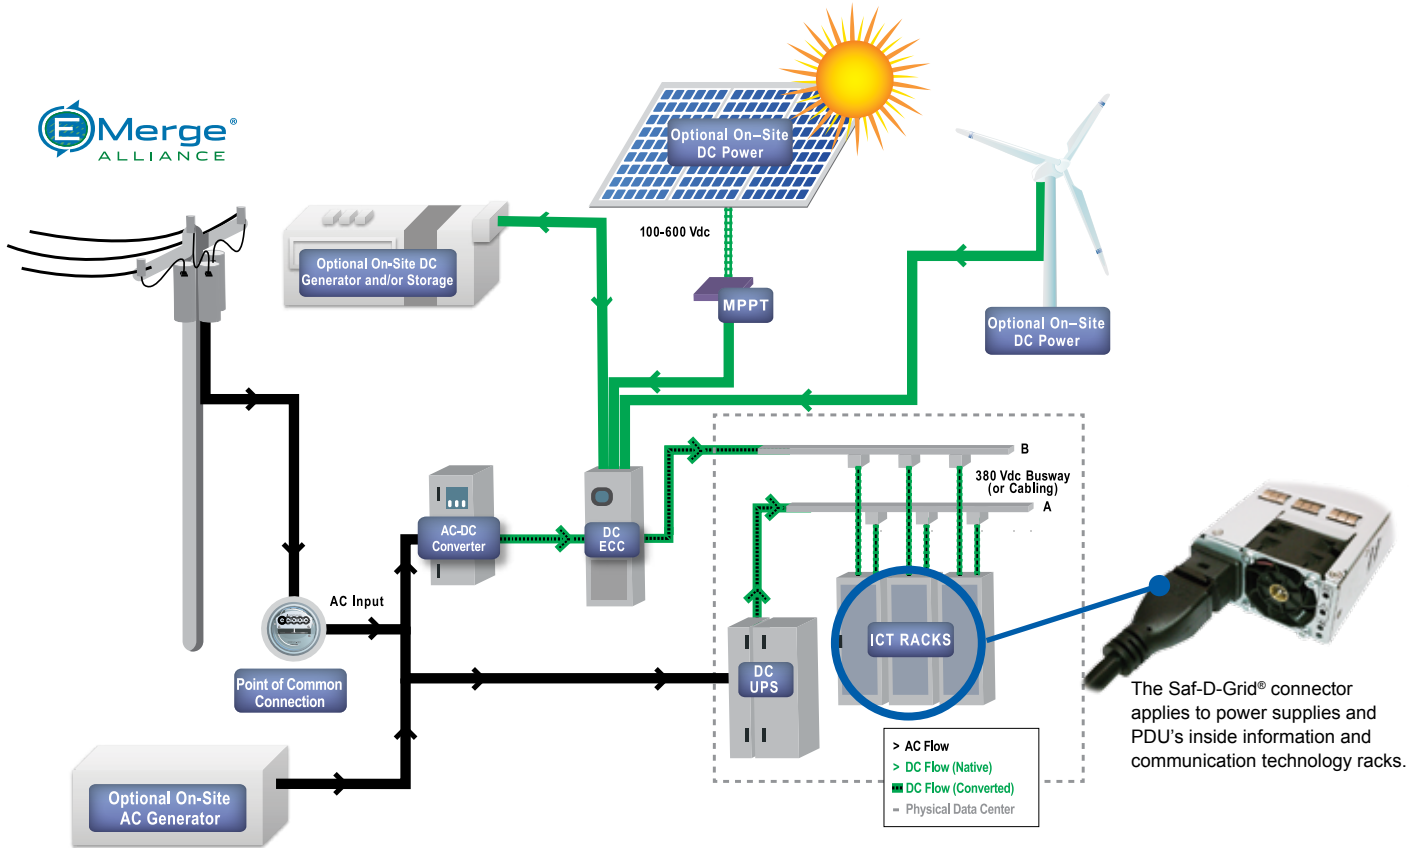 EMerge®
ALLIANCE
Optional On–Site
DC Power
100-600 Vdc
Optional On-Site DC
Generator and/or Storage
MPPT
Optional On–Site
DC Power
B
380 Vdc Busway
(or Cabling)
A
AC-DC
Converter
DC
ECC
AC Input
ICT RACKS
DC
UPS
Point of Common
Connection
The Saf-D-Grid® connector
applies to power supplies and
PDU's inside information and
communication technology racks.
> AC Flow
> DC Flow (Native)
DC Flow (Converted)
Physical Data Center
Optional On-Site
AC Generator